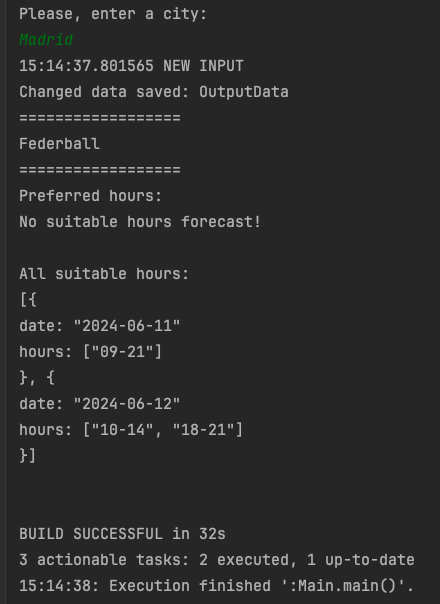 Please, enter a city:
Madrid
15:14:37.801565 NEW INPUT
Changed data saved: OutputData
==================
Federball
==================
Preferred hours:
No suitable hours forecast!

All suitable hours:
[{
date: "2024-06-11"
hours: ["09-21"]
}, {
date: "2024-06-12"
hours: ["10-14", "18-21"]
}]

BUILD SUCCESSFUL in 32s
3 actionable tasks: 2 executed, 1 up-to-date
15:14:38: Execution finished ':Main.main()'.